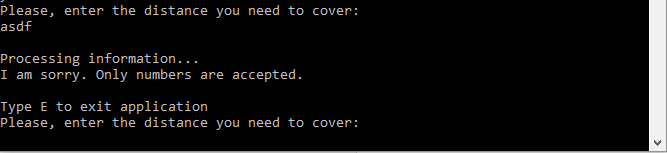 Please, enter the distance you need to cover:
asdf
Processing information...
I am sorry. Only numbers are accepted.
Type E to exit application
Please, enter the distance you need to cover: